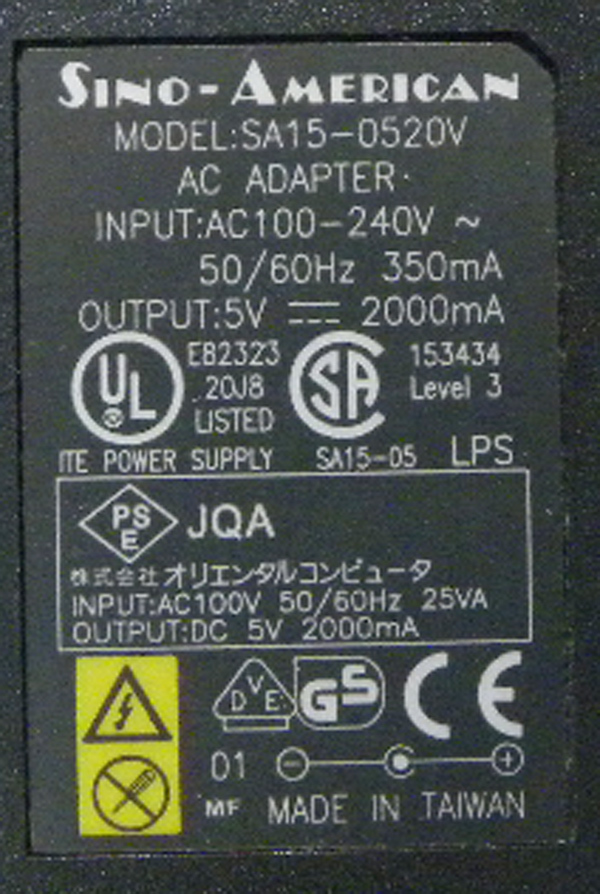 SINO-AMERICAN
MODEL:SA15-0520V
AC ADAPTER
INPUT:AC100-240V ~
50/60Hz 350mA
OUTPUT:5V ⎓ 2000mA
UL ® E82323 20J8 LISTED
SA 153434 Level 3
ITE POWER SUPPLY SA15-05 LPS
PSE JQA
株式会社オリエンタルコンピュータ
INPUT:AC100V 50/60Hz 25VA
OUTPUT:DC 5V 2000mA
DVE GS CE
01 - +
MF MADE IN TAIWAN